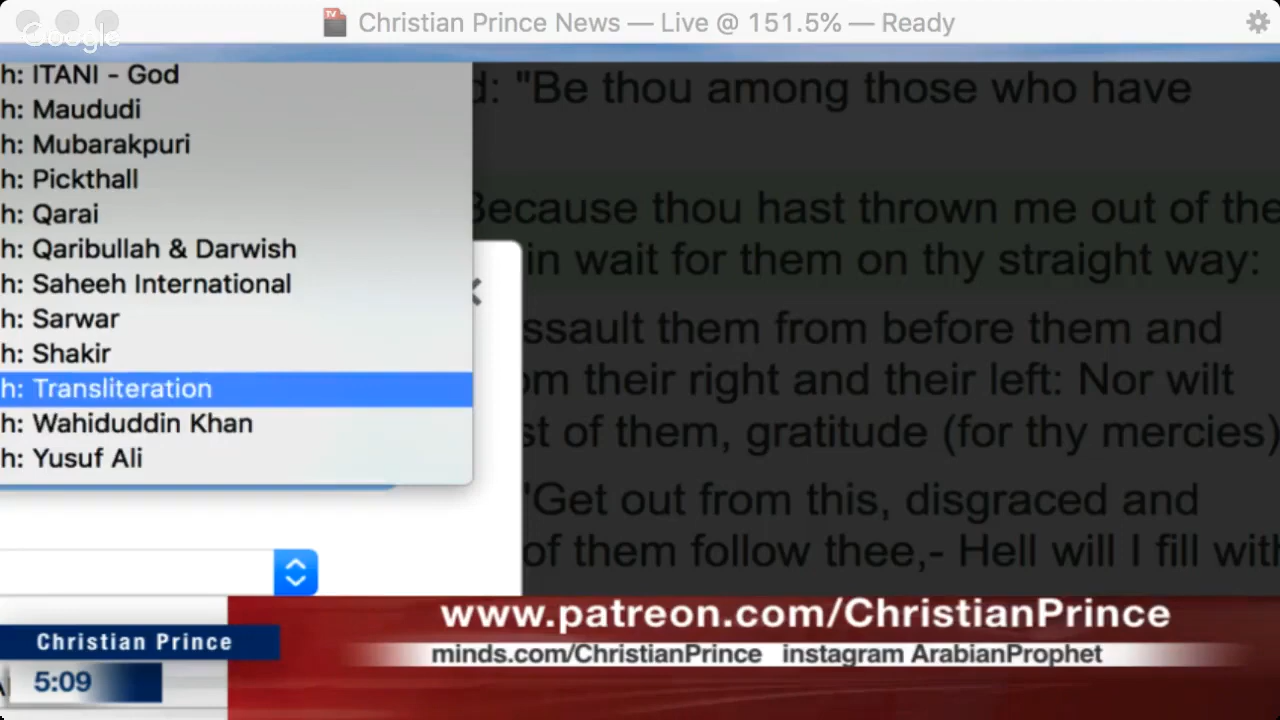 Christian Prince News — Live @ 151.5% — Ready
Google
h: ITANI - God
h: Maududi
h: Mubarakpuri
h: Pickthall
h: Qarai
h: Qaribullah & Darwish
h: Saheeh International
h: Sarwar
h: Shakir
h: Transliteration
h: Wahiduddin Khan
h: Yusuf Ali
d: "Be thou among those who have
Because thou hast thrown me out of the
in wait for them on thy straight way:
ssault them from before them and
om their right and their left: Nor wilt
st of them, gratitude (for thy mercies)
"Get out from this, disgraced and
of them follow thee,- Hell will I fill with
www.patreon.com/ChristianPrince
minds.com/ChristianPrince instagram ArabianProphet
Christian Prince
5:09